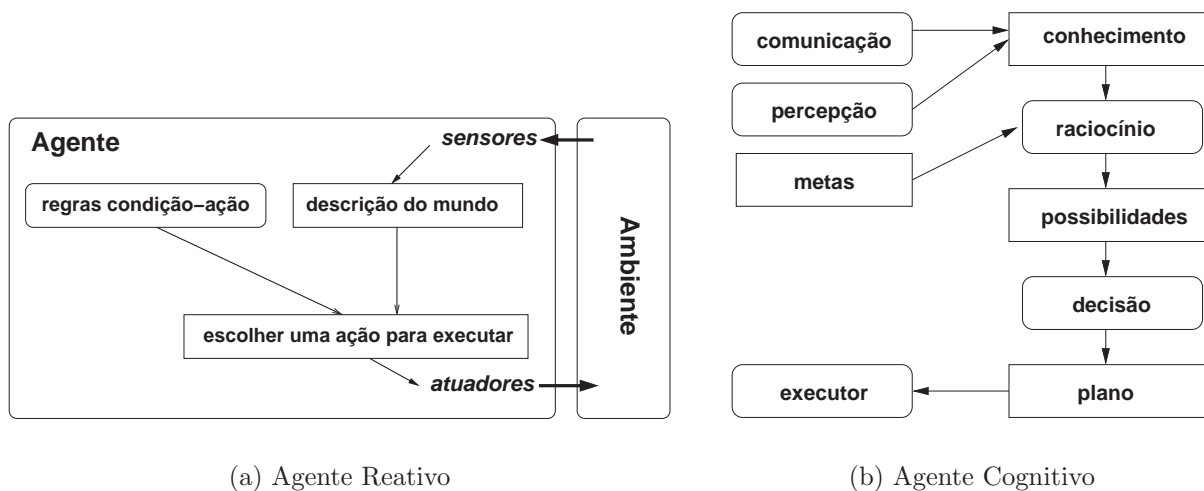 Agente
sensores
regras condição−ação
descrição do mundo
escolher uma ação para executar
atuadores
Ambiente
(a) Agente Reativo
comunicação
conhecimento
percepção
raciocínio
metas
possibilidades
decisão
executor
plano
(b) Agente Cognitivo